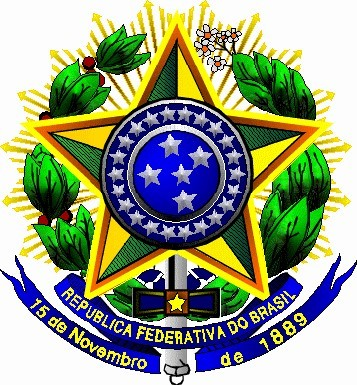 REPUBLICA FEDERATIVA DO BRASIL
15 de Novembro de 1889